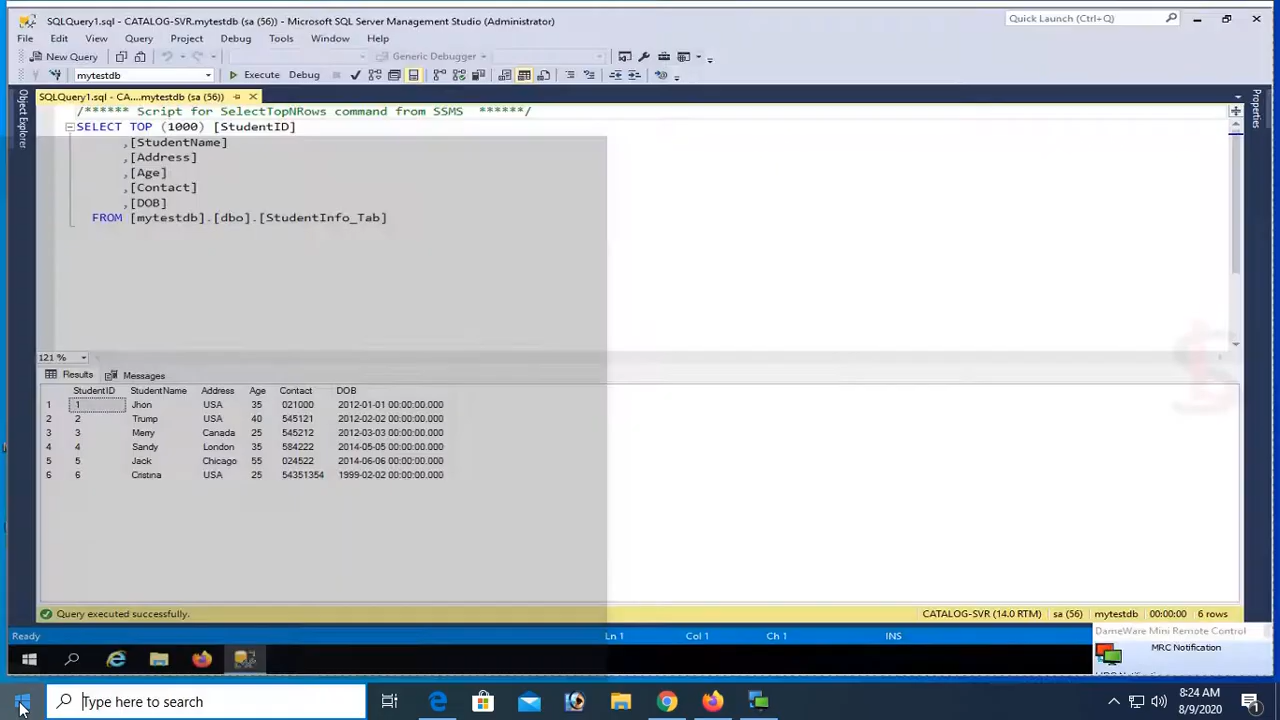 SQLQuery1.sql - CATALOG-SVR.mytestdb (sa (56)) - Microsoft SQL Server Management Studio (Administrator)
Quick Launch (Ctrl+Q)
File Edit View Query Project Debug Tools Window Help
New Query
Generic Debugger
mytestdb
Execute Debug
SQLQuery1.sql - CA....mytestdb (sa (56))
Object Explorer
Properties
/****** Script for SelectTopNRows command from SSMS ******/
SELECT TOP (1000) [StudentID]
,[StudentName]
,[Address]
,[Age]
,[Contact]
,[DOB]
FROM [mytestdb].[dbo].[StudentInfo_Tab]
121 %
Results Messages
StudentID StudentName Address Age Contact DOB
1 1 Jhon USA 35 021000 2012-01-01 00:00:00.000
2 2 Trump USA 40 545121 2012-02-02 00:00:00.000
3 3 Merry Canada 25 545212 2012-03-03 00:00:00.000
4 4 Sandy London 35 584222 2014-05-05 00:00:00.000
5 5 Jack Chicago 55 024522 2014-06-06 00:00:00.000
6 6 Cristina USA 25 54351354 1999-02-02 00:00:00.000
Query executed successfully.
CATALOG-SVR (14.0 RTM) sa (56) mytestdb 00:00:00 6 rows
Ready
Ln 1 Col 1 Ch 1 INS
DameWare Mini Remote Control
MRC Notification
Type here to search
8:24 AM
8/9/2020
1